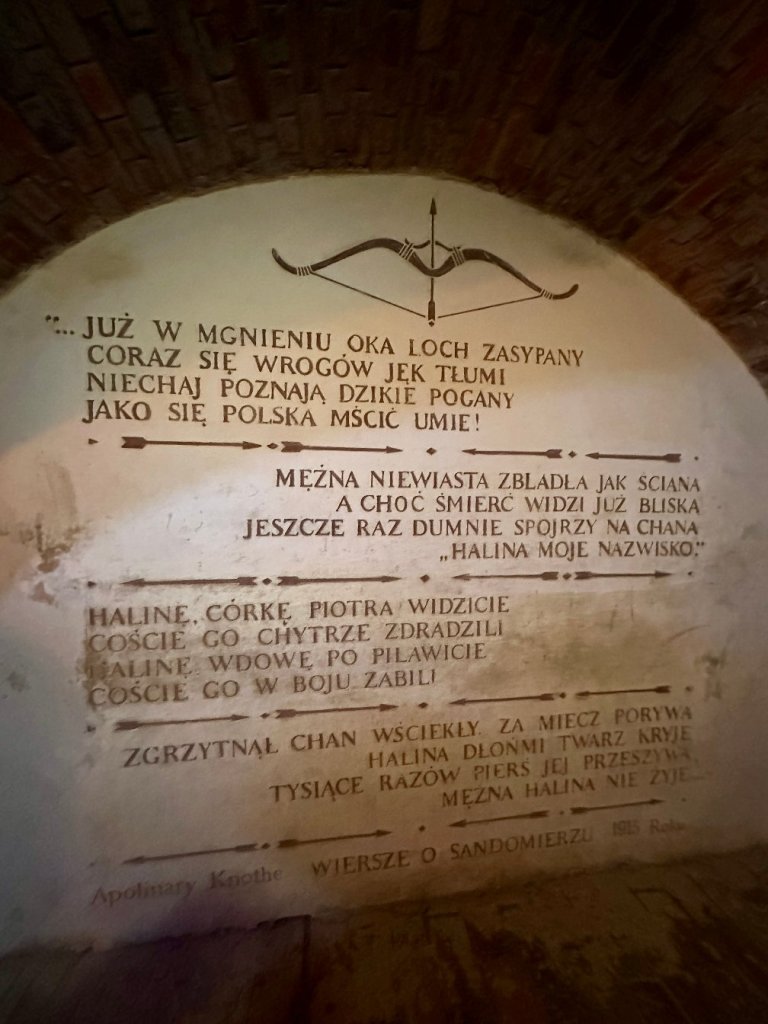 "... JUŻ W MGNIENIU OKA LOCH ZASYPANY
CORAZ SIĘ WROGÓW JĘK TŁUMI
NIECHAJ POZNAJĄ DZIKIE POGANY
JAKO SIĘ POLSKA MŚCIĆ UMIE!
MĘŻNA NIEWIASTA ZBLADŁA JAK ŚCIANA
A CHOĆ ŚMIERĆ WIDZI JUŻ BLISKA
JESZCZE RAZ DUMNIE SPOJRZY NA CHANA
„HALINA MOJE NAZWISKO."
HALINĘ, CÓRKĘ PIOTRA WIDZICIE
COŚCIE GO CHYTRZE ZDRADZILI
HALINĘ WDOWĘ PO PILAWICIE
COŚCIE GO W BOJU ZABILI
ZGRZYTNĄŁ CHAN WŚCIEKŁY. ZA MIECZ PORYWA
HALINA DŁOŃMI TWARZ KRYJE
TYSIĄCE RAZÓW PIERŚ JEJ PRZESZYWA,
MĘŻNA HALINA NIE ŻYJE...
Apolinary Knothe WIERSZE O SANDOMIERZU 1915 Roku